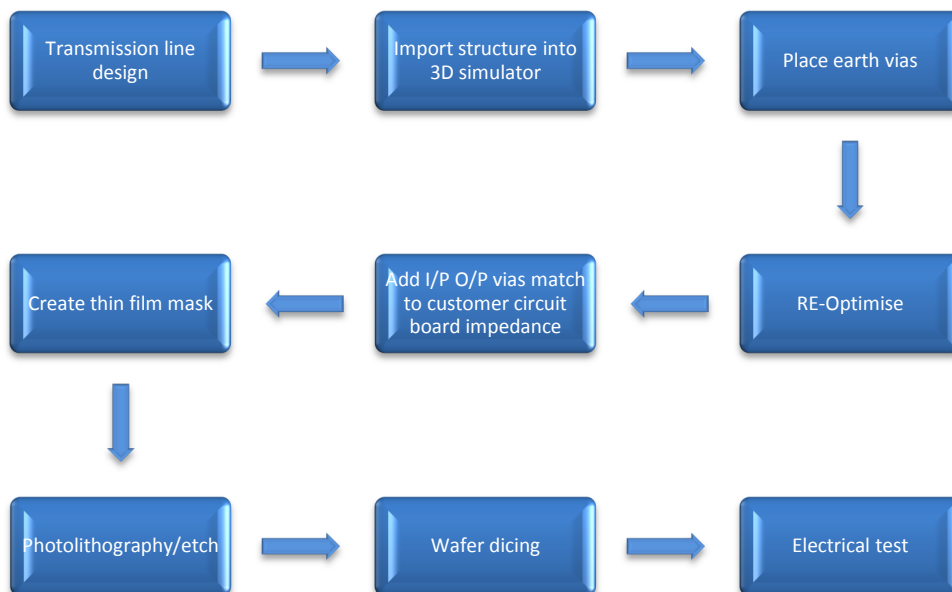 Transmission line
design
Import structure into
3D simulator
Place earth vias
RE-Optimise
Add I/P O/P vias match
to customer circuit
board impedance
Create thin film mask
Photolithography/etch
Wafer dicing
Electrical test